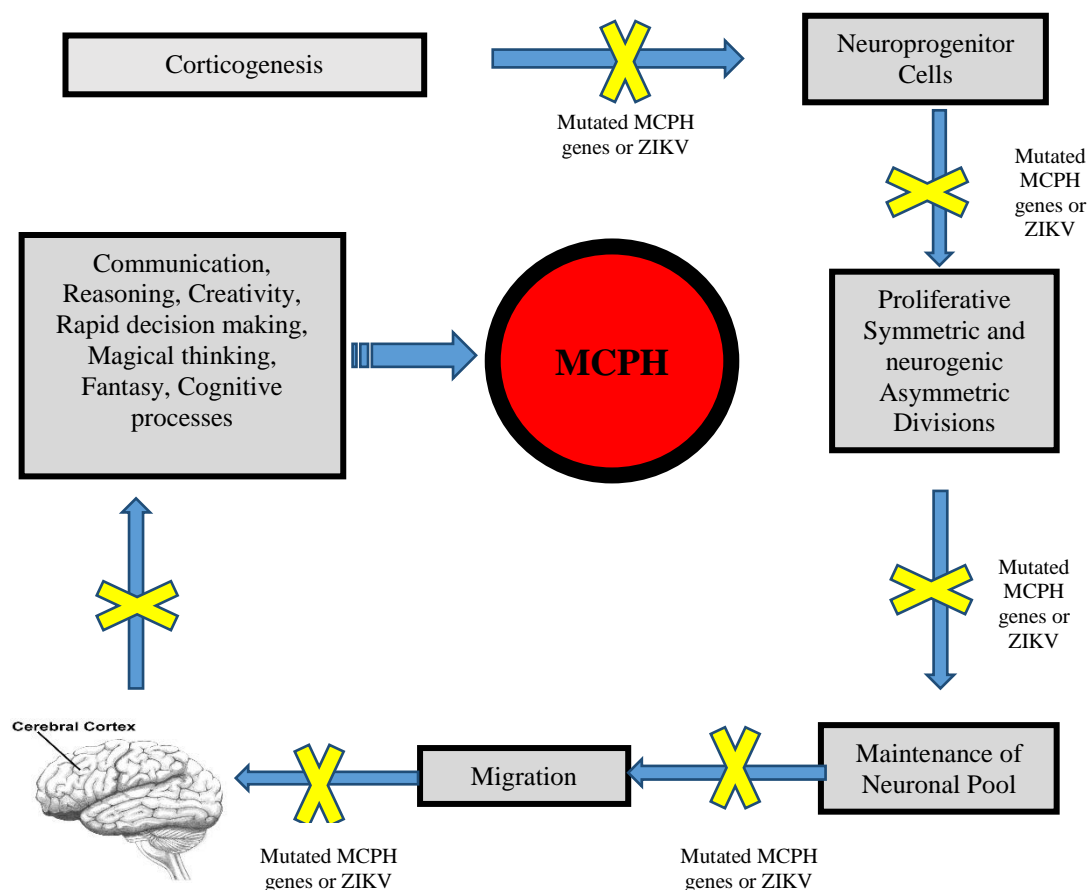 Corticogenesis
Mutated MCPH
genes or ZIKV
Neuroprogenitor
Cells
Mutated
MCPH
genes or
ZIKV
Communication,
Reasoning, Creativity,
Rapid decision making,
Magical thinking,
Fantasy, Cognitive
processes
MCPH
Proliferative
Symmetric and
neurogenic
Asymmetric
Divisions
Mutated
MCPH
genes or
ZIKV
Cerebral Cortex
Migration
Maintenance of
Neuronal Pool
Mutated MCPH
genes or ZIKV
Mutated MCPH
genes or ZIKV